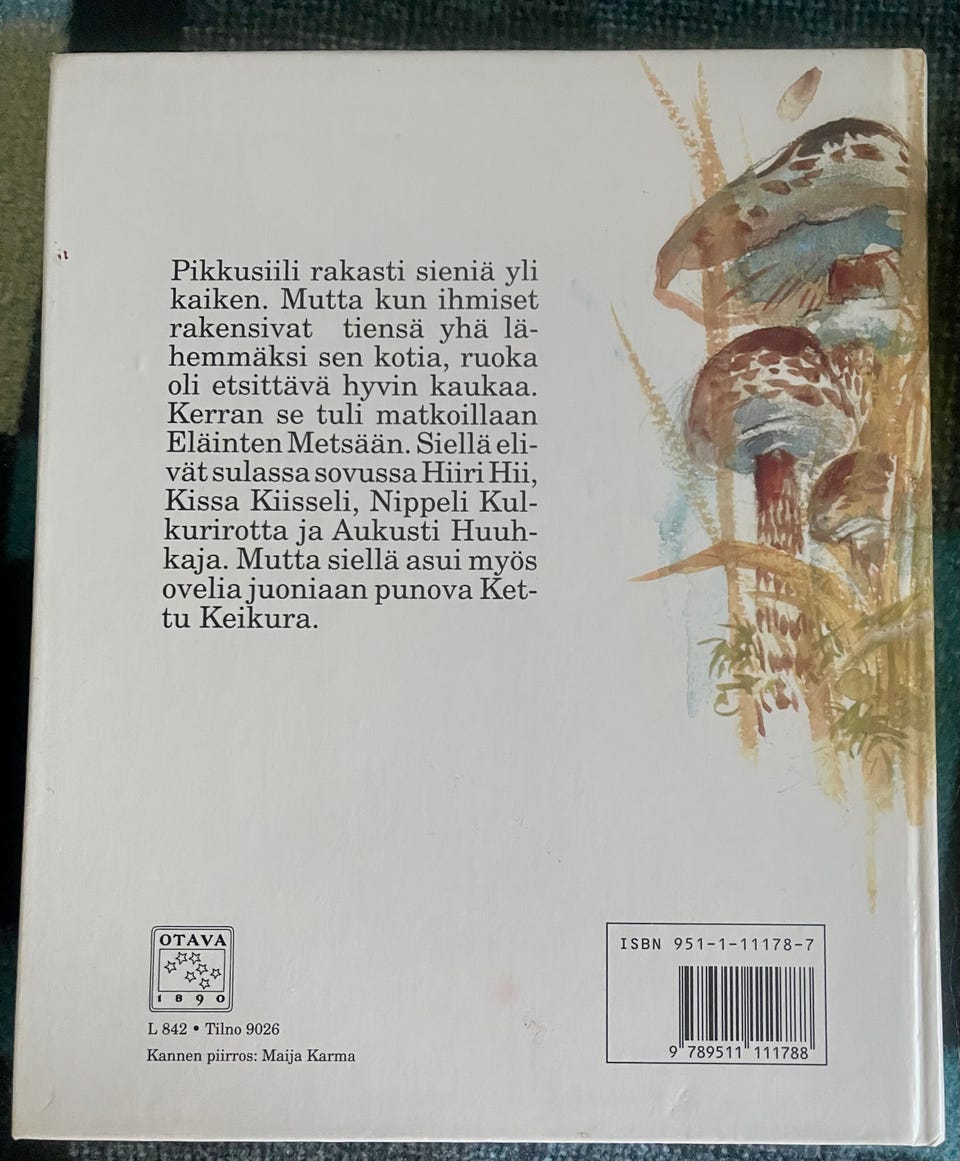 Pikkusiili rakasti sieniä yli
kaiken. Mutta kun ihmiset
rakensivat tiensä yhä lä-
hemmäksi sen kotia, ruoka
oli etsittävä hyvin kaukaa.
Kerran se tuli matkoillaan
Eläinten Metsään. Siellä eli-
vät sulassa sovussa Hiiri Hii,
Kissa Kiisseli, Nippeli Kul-
kurirotta ja Aukusti Huuh-
kaja. Mutta siellä asui myös
ovelia juoniaan punova Ket-
tu Keikura.
OTAVA
1890
L 842 • Tilno 9026
Kannen piirros: Maija Karma
ISBN 951-1-11178-7
9 789511 111788